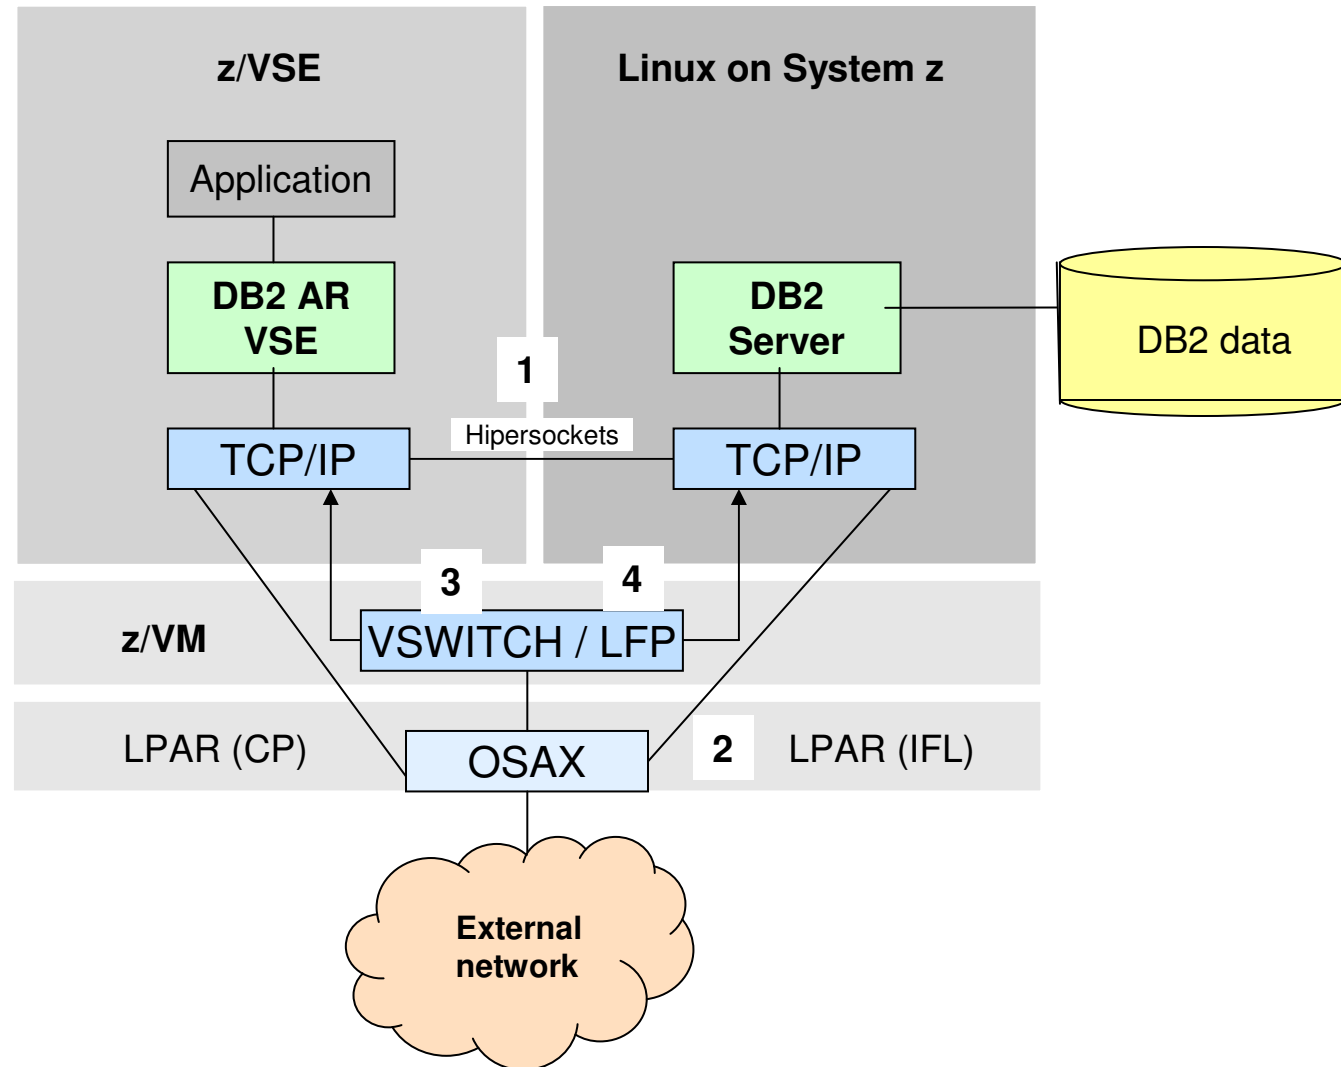 z/VSE
Linux on System z
Application
DB2 AR
VSE
DB2
Server
DB2 data
1
Hipersockets
TCP/IP
TCP/IP
3
4
z/VM
VSWITCH / LFP
LPAR (CP)
OSAX
2
LPAR (IFL)
External
network